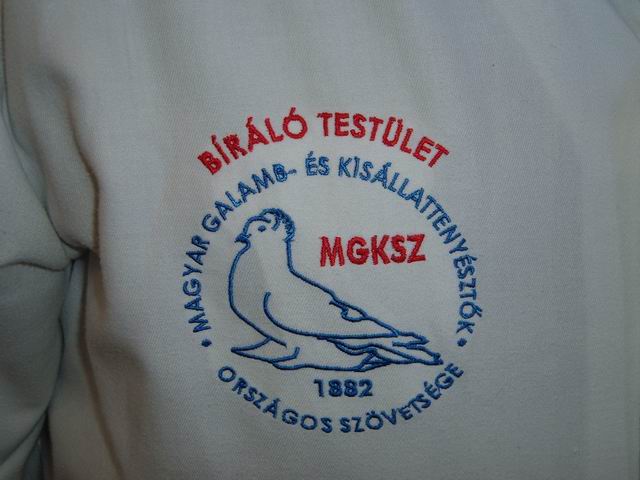 BÍRÁLÓ TESTÜLET
MAGYAR GALAMB- ÉS KISÁLLATTENYÉSZTŐK
MGKSZ
1882
ORSZÁGOS SZÖVETSÉGE